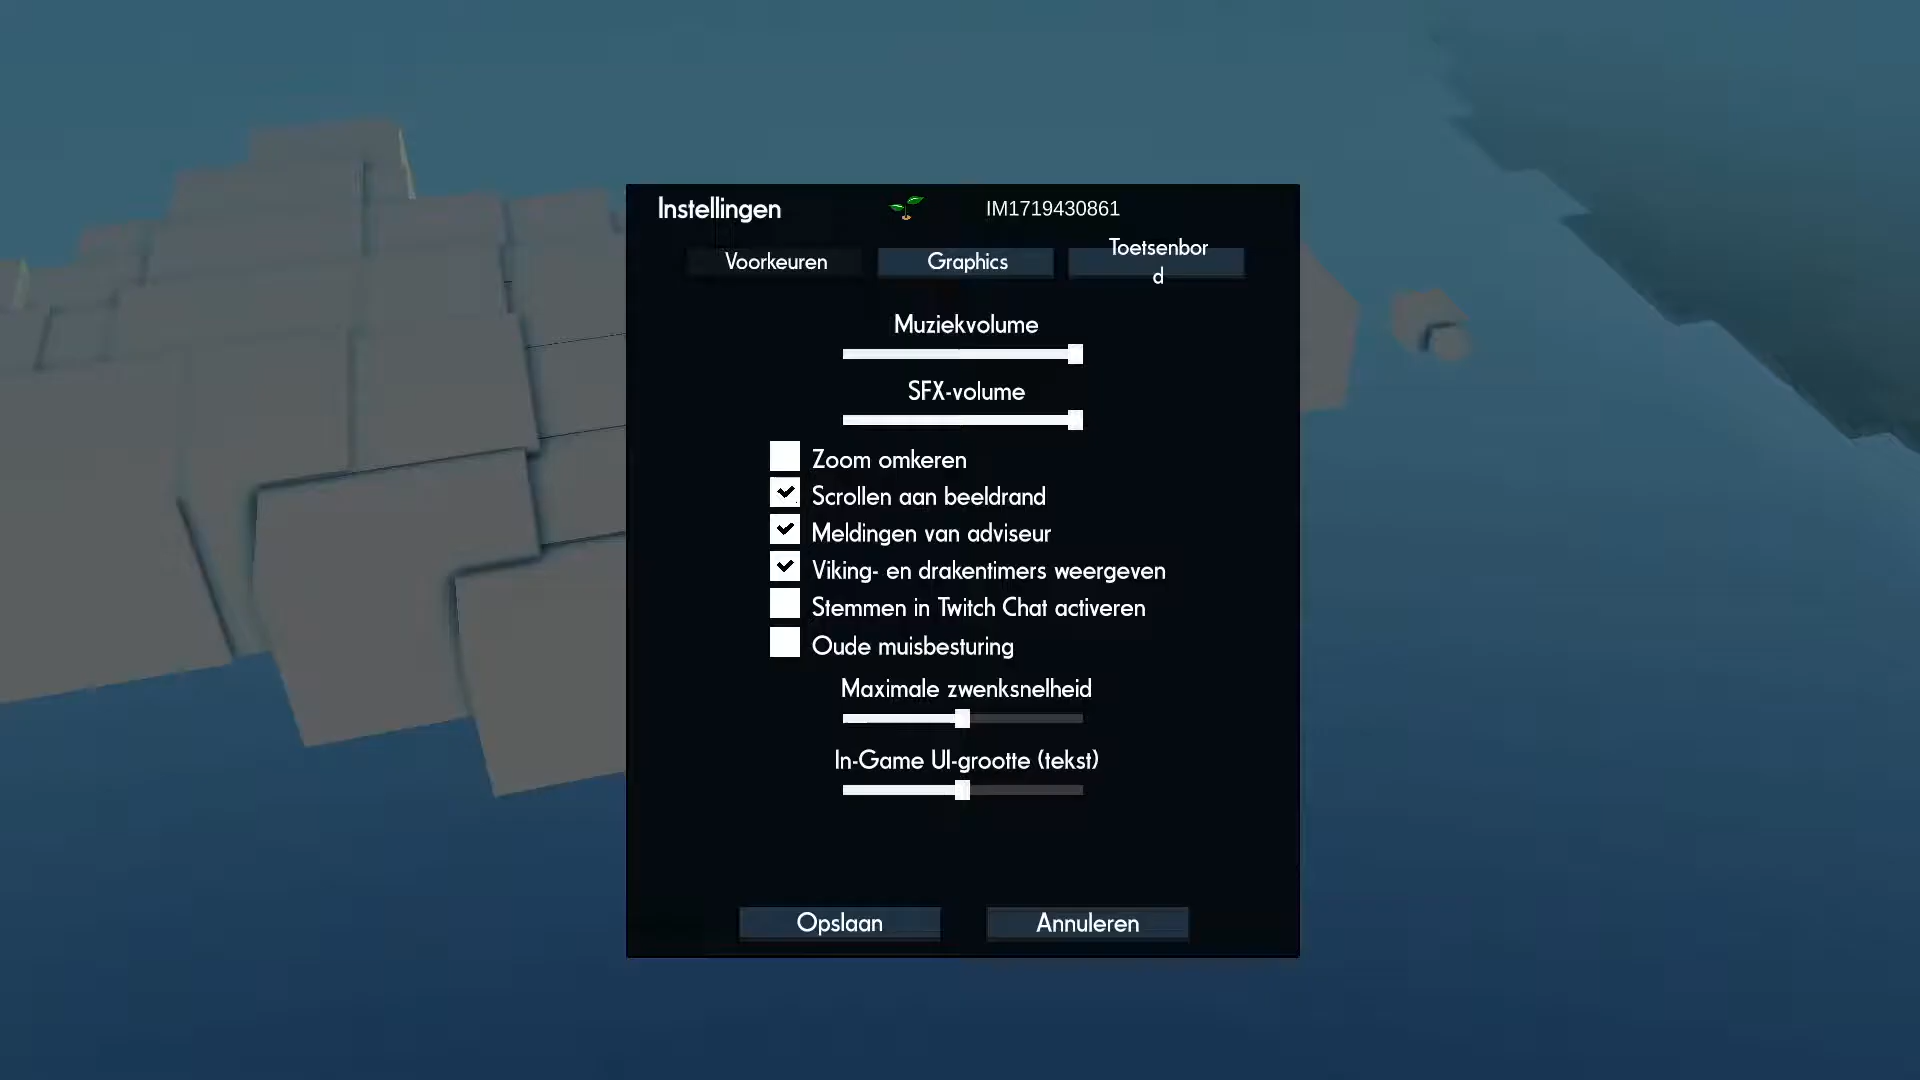 Instellingen
IM1719430861
Voorkeuren
Graphics
Toetsenbor
d
Muziekvolume
SFX-volume
Zoom omkeren
Scrollen aan beeldrand
Meldingen van adviseur
Viking- en drakentimers weergeven
Stemmen in Twitch Chat activeren
Oude muisbesturing
Maximale zwenksnelheid
In-Game UI-grootte (tekst)
Opslaan
Annuleren